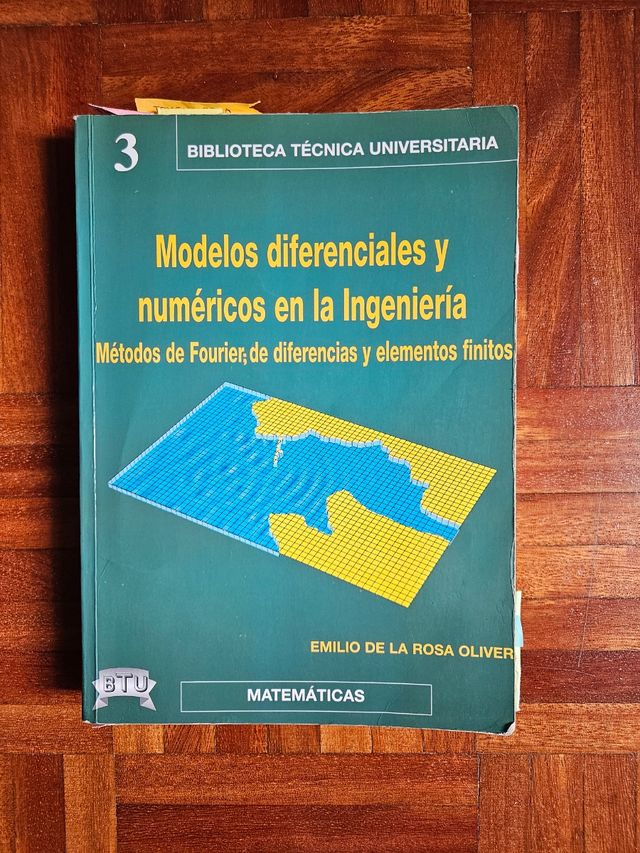 3
BIBLIOTECA TÉCNICA UNIVERSITARIA
Modelos diferenciales y
numéricos en la Ingeniería
Métodos de Fourier, de diferencias y elementos finitos
EMILIO DE LA ROSA OLIVER
BTU
MATEMÁTICAS